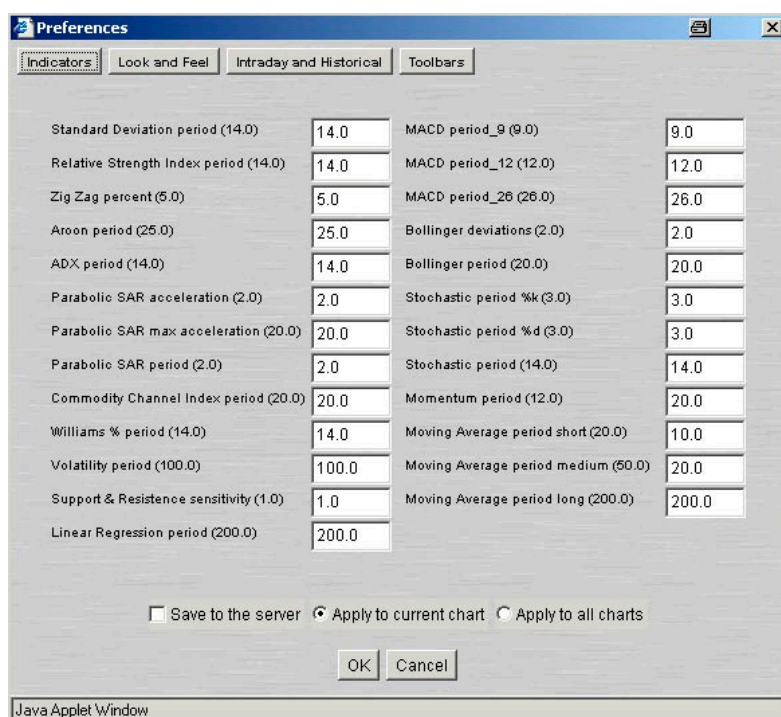 Preferences
Indicators Look and Feel Intraday and Historical Toolbars
Standard Deviation period (14.0) 14.0 MACD period_9 (9.0) 9.0
Relative Strength Index period (14.0) 14.0 MACD period_12 (12.0) 12.0
Zig Zag percent (5.0) 5.0 MACD period_26 (26.0) 26.0
Aroon period (25.0) 25.0 Bollinger deviations (2.0) 2.0
ADX period (14.0) 14.0 Bollinger period (20.0) 20.0
Parabolic SAR acceleration (2.0) 2.0 Stochastic period %k (3.0) 3.0
Parabolic SAR max acceleration (20.0) 20.0 Stochastic period %d (3.0) 3.0
Parabolic SAR period (2.0) 2.0 Stochastic period (14.0) 14.0
Commodity Channel Index period (20.0) 20.0 Momentum period (12.0) 20.0
Williams % period (14.0) 14.0 Moving Average period short (20.0) 10.0
Volatility period (100.0) 100.0 Moving Average period medium (50.0) 20.0
Support & Resistence sensitivity (1.0) 1.0 Moving Average period long (200.0) 200.0
Linear Regression period (200.0) 200.0
Save to the server Apply to current chart Apply to all charts
OK Cancel
Java Applet Window